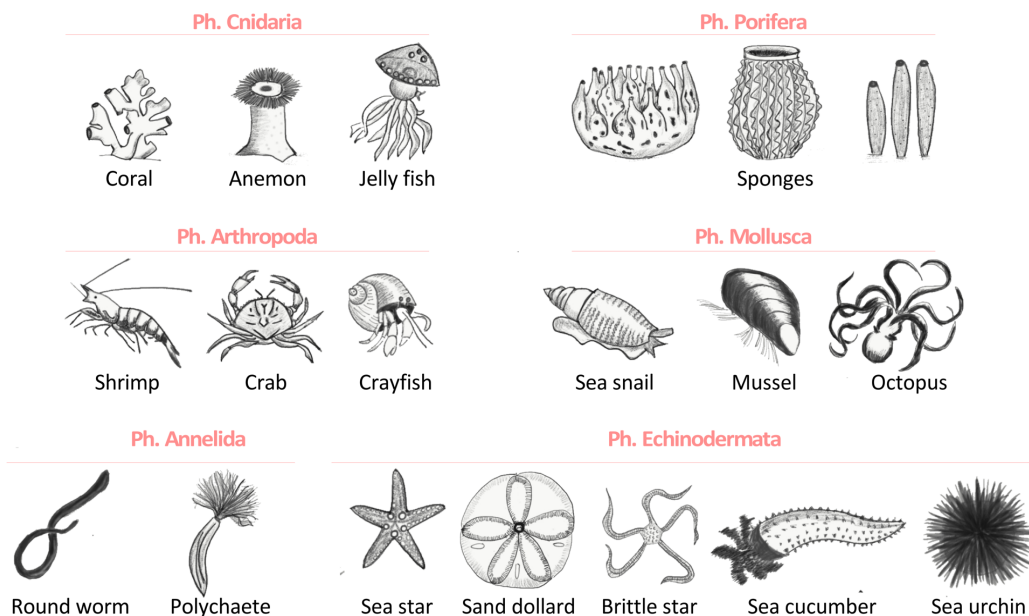 Ph. Cnidaria
Ph. Porifera
Coral
Anemon
Jelly fish
Sponges
Ph. Arthropoda
Ph. Mollusca
Shrimp
Crab
Crayfish
Sea snail
Mussel
Octopus
Ph. Annelida
Ph. Echinodermata
Round worm
Polychaete
Sea star
Sand dollard
Brittle star
Sea cucumber
Sea urchin